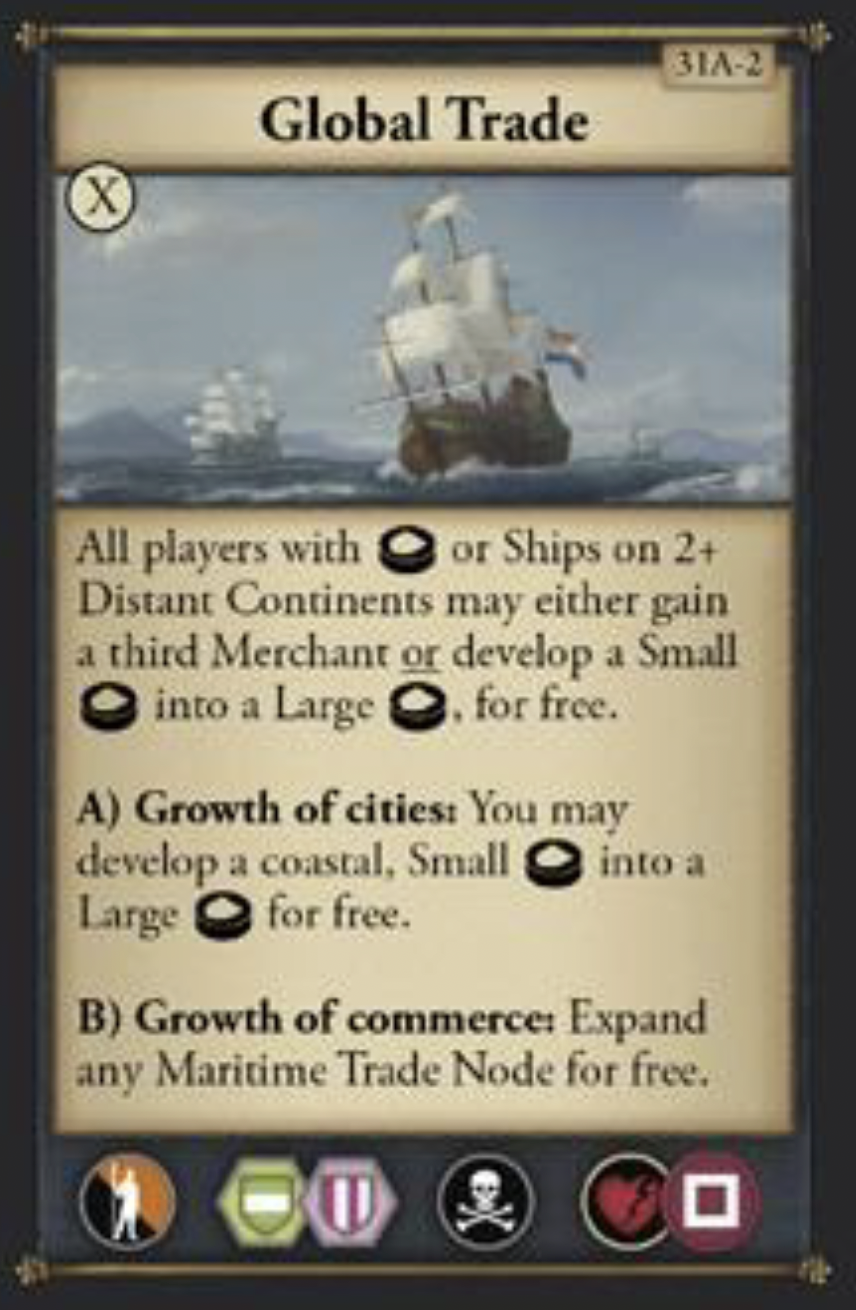 31A-2
Global Trade
X
All players with or Ships on 2+
Distant Continents may either gain
a third Merchant or develop a Small
into a Large , for free.
A) Growth of cities: You may
develop a coastal, Small into a
Large for free.
B) Growth of commerce: Expand
any Maritime Trade Node for free.